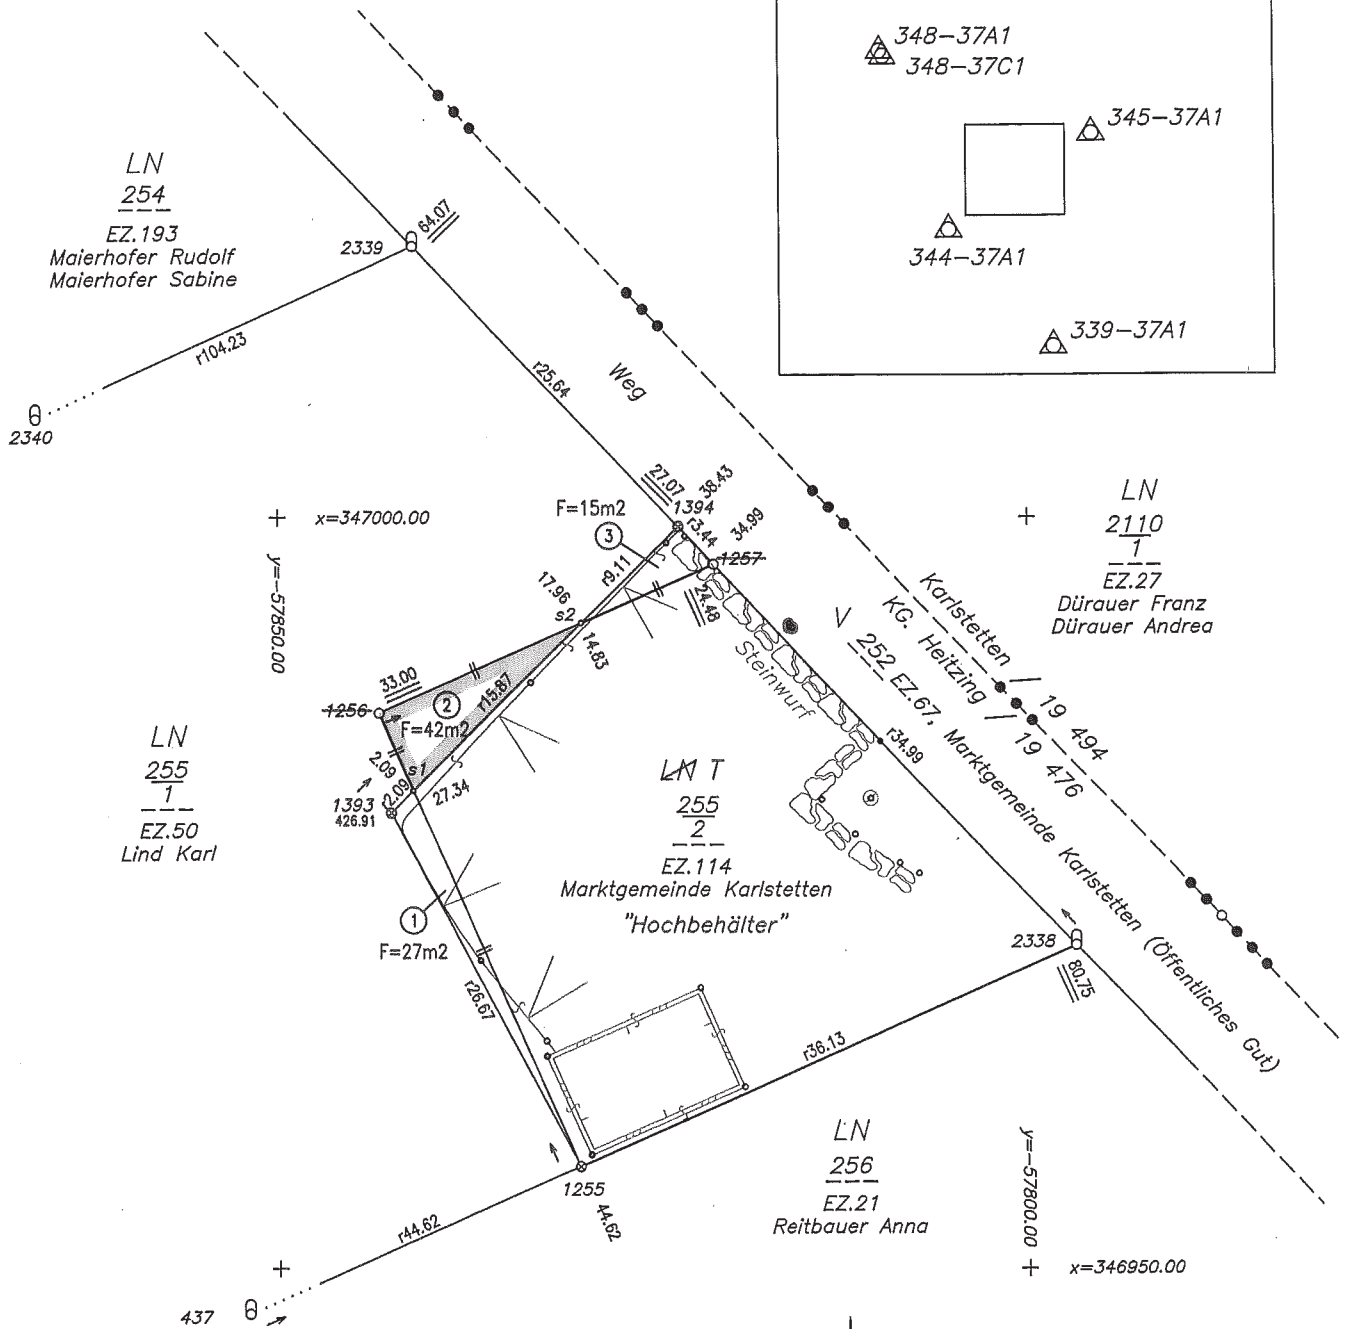 348-37A1
348-37C1
345-37A1
344-37A1
339-37A1
LN
254
EZ.193
Maierhofer Rudolf
Maierhofer Sabine
2339
64.07
r104.23
2340
r25.64
Weg
x=347000.00
y=-57850.00
F=15m2
3
27.07
1394
38.43
r3.44
34.99
1257
r9.11
17.96
s2
24.48
14.83
33.00
1256
2
F=42m2
r15.87
2.09
s1
r2.09
1393
426.91
27.34
LN
255
1
EZ.50
Lind Karl
1
F=27m2
r26.67
LN T
255
2
EZ.114
Marktgemeinde Karlstetten
"Hochbehälter"
Steinwurf
r34.99
V
252 EZ.67, Marktgemeinde Karlstetten (Öffentliches Gut)
Karlstetten
KG. Heitzing
19 494
19 476
LN
2110
1
EZ.27
Dürauer Franz
Dürauer Andrea
2338
80.75
r36.13
LN
256
EZ.21
Reitbauer Anna
y=-57800.00
x=346950.00
1255
44.62
r44.62
437